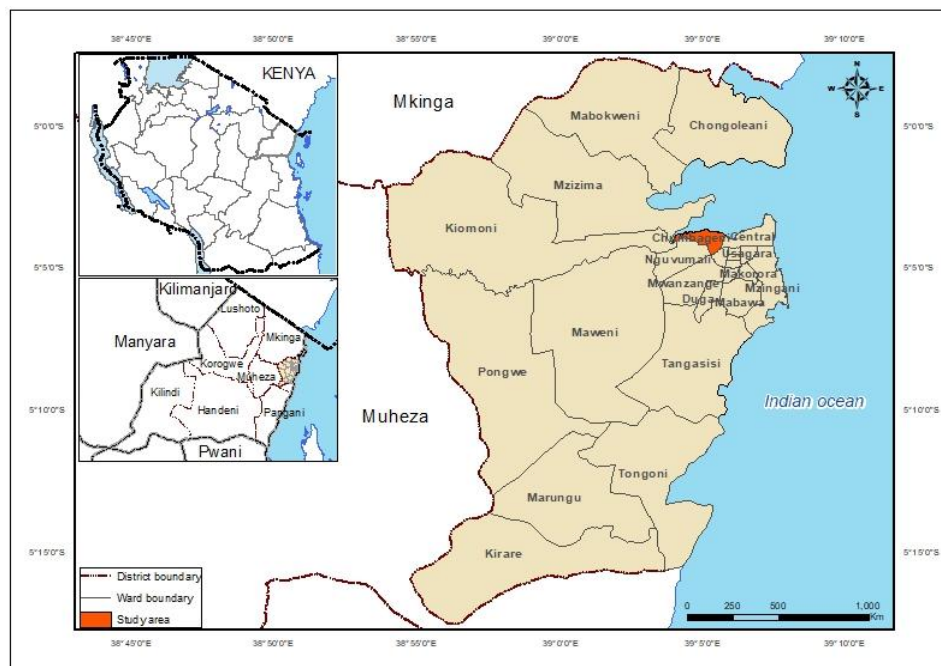 38°45'0"E 38°50'0"E 38°55'0"E 39°0'0"E 39°5'0"E 39°10'0"E
KENYA
Mkinga
N
W E
S
Mabokweni
Chongoleani
5°0'0"S 5°0'0"S
Mzizima
Kiomoni
Central
Usagara
Nguvumali
5°5'0"S 5°5'0"S
Makorora
Mwanzange
Mzingani
Duga
Mabawa
Kilimanjaro
Lushoto
Manyara
Mkinga
Korogwe
Muheza
Kilindi
Handeni
Pangani
Pwani
Maweni
Pongwe
Tangasisi
Indian ocean
5°10'0"S 5°10'0"S
Muheza
Tongoni
Marungu
Kirare
5°15'0"S 5°15'0"S
District boundary
Ward boundary
Study area
0 250 500 1,000
Km
38°45'0"E 38°50'0"E 38°55'0"E 39°0'0"E 39°5'0"E 39°10'0"E